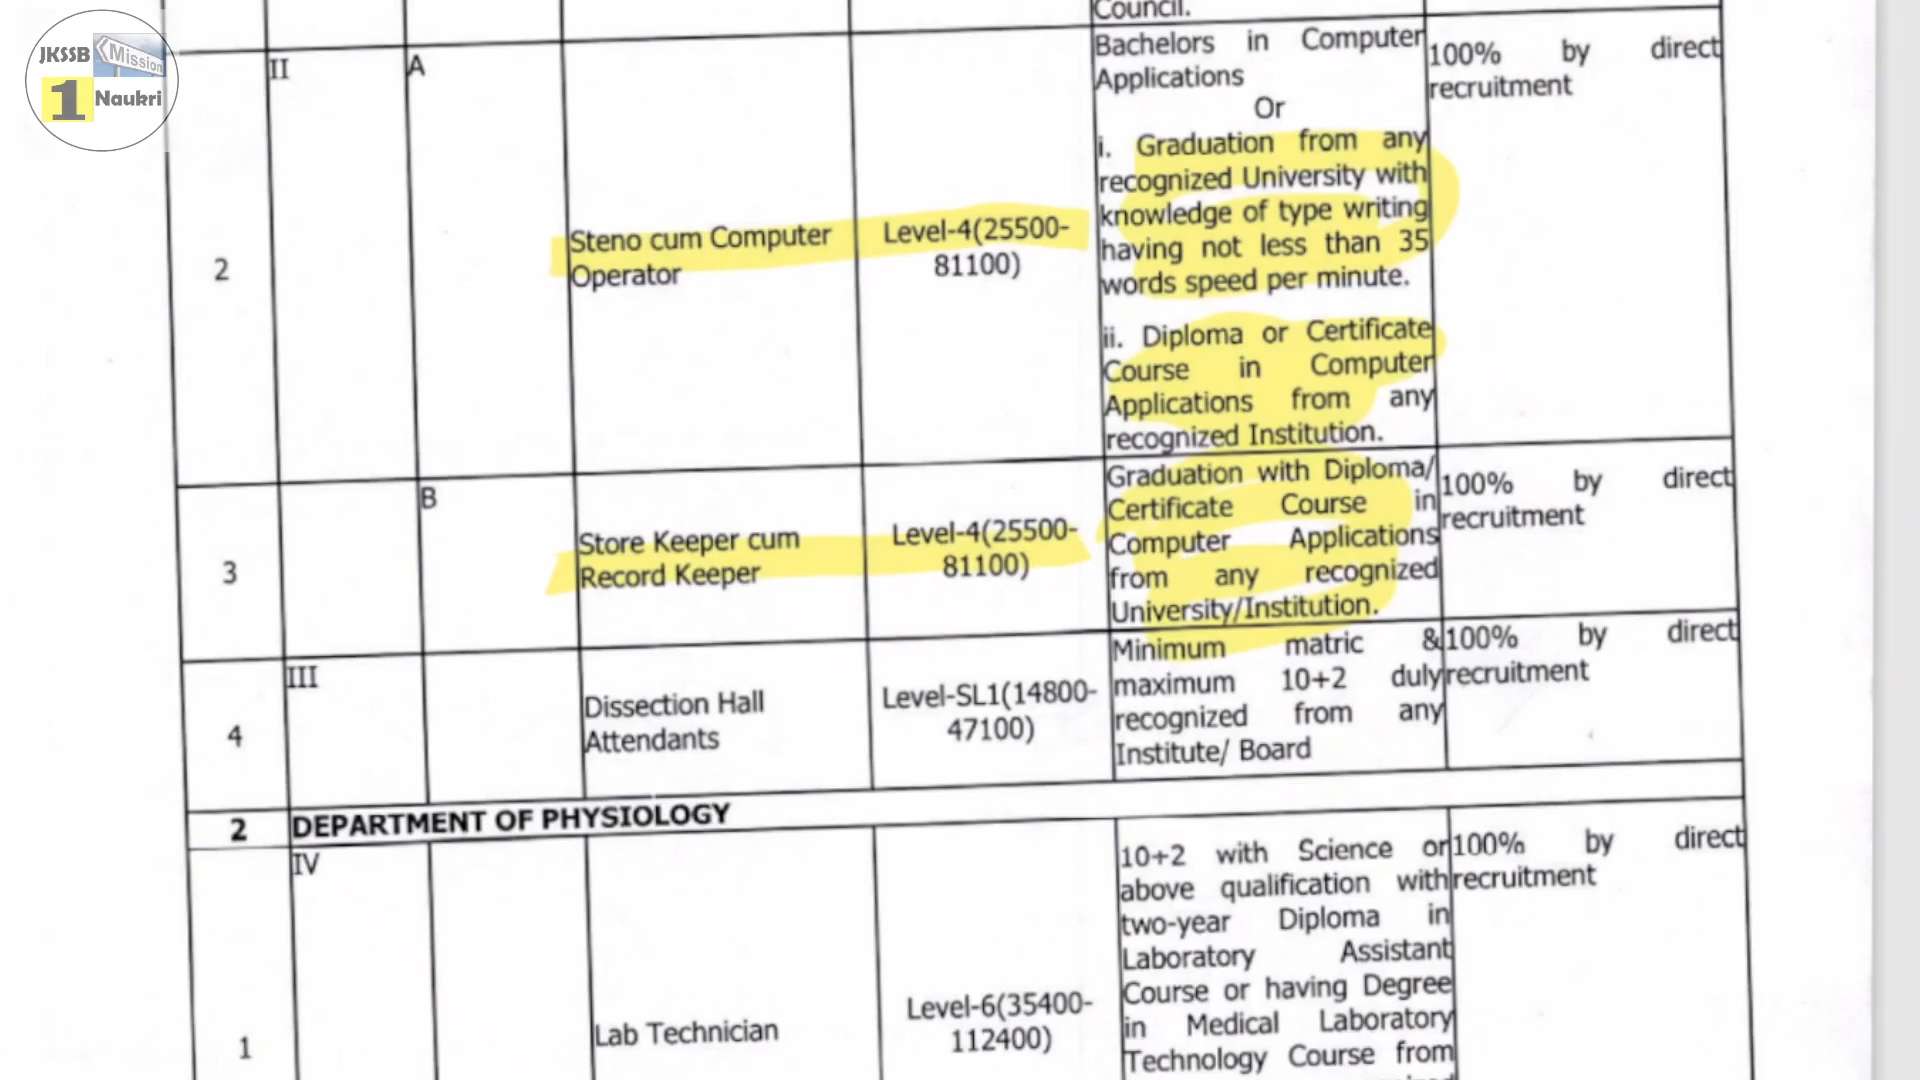 JKSSB
Mission
1
Naukri
Council.
2
II
A
Steno cum Computer
Operator
Level-4(25500-
81100)
Bachelors in Computer
Applications
Or
i. Graduation from any
recognized University with
knowledge of type writing
having not less than 35
words speed per minute.
ii. Diploma or Certificate
Course in Computer
Applications from any
recognized Institution.
100% by direct
recruitment
3
B
Store Keeper cum
Record Keeper
Level-4(25500-
81100)
Graduation with Diploma/
Certificate Course in
Computer Applications
from any recognized
University/Institution.
100% by direct
recruitment
4
III
Dissection Hall
Attendants
Level-SL1(14800-
47100)
Minimum matric &
maximum 10+2 duly
recognized from any
Institute/ Board
100% by direct
recruitment
2
DEPARTMENT OF PHYSIOLOGY
1
IV
Lab Technician
Level-6(35400-
112400)
10+2 with Science or
above qualification with
two-year Diploma in
Laboratory Assistant
Course or having Degree
in Medical Laboratory
Technology Course from
100% by direct
recruitment